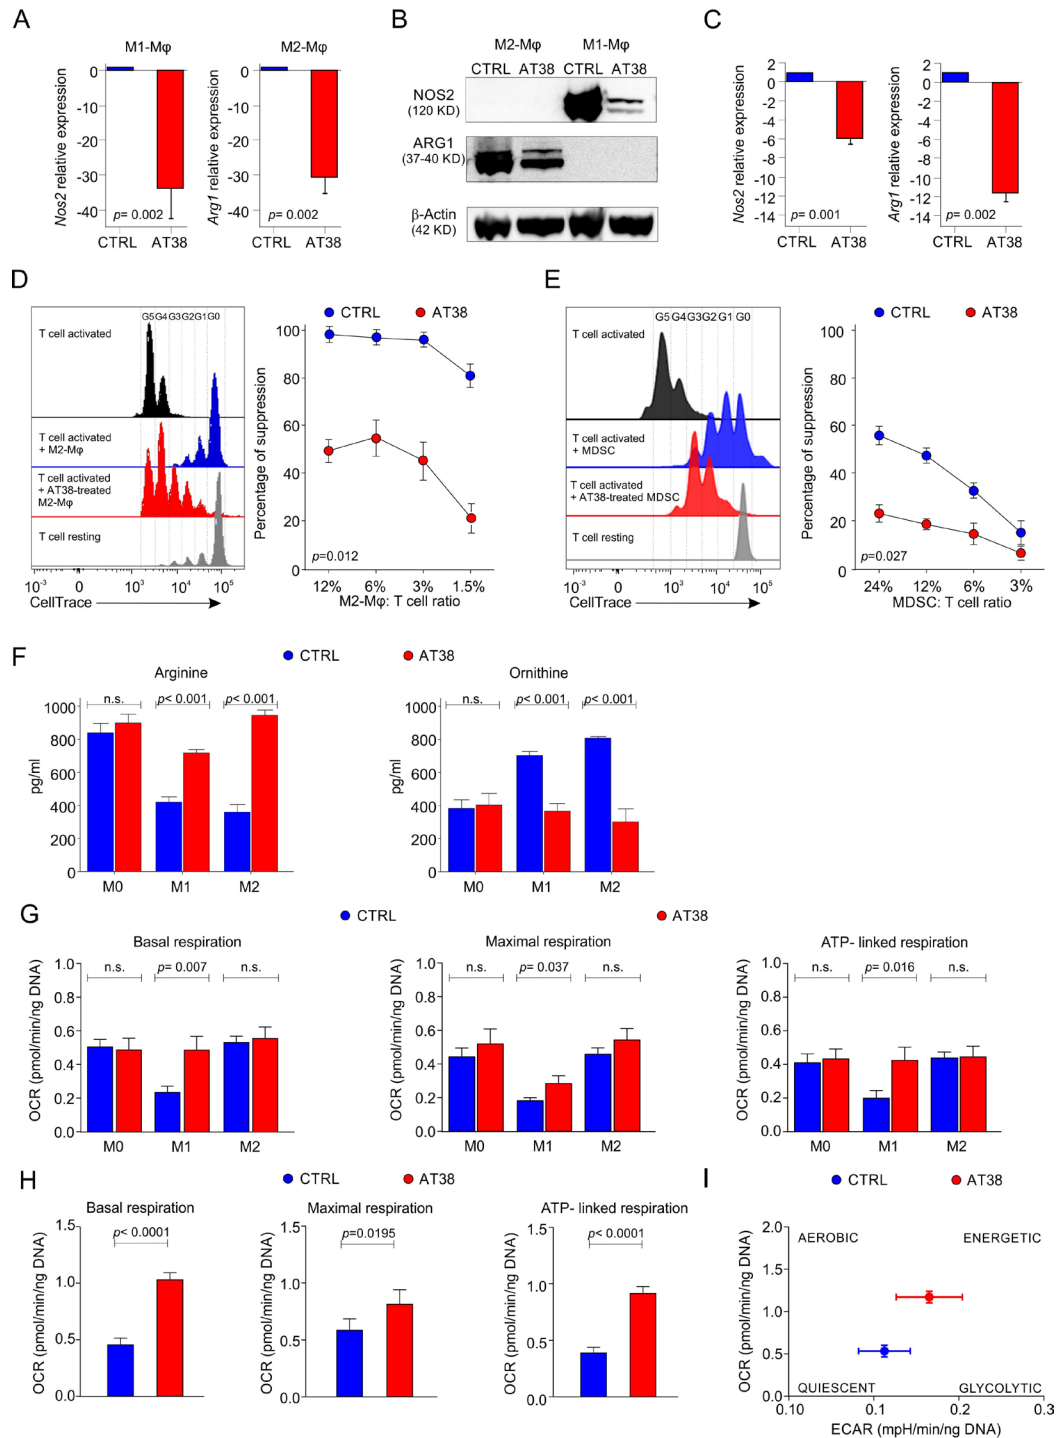 A
M1-Mφ
M2-Mφ
Nos2 relative expression
0
-10
-20
-30
-40
p= 0.002
CTRL
AT38
Arg1 relative expression
0
-10
-20
-30
-40
p= 0.002
CTRL
AT38
B
M2-Mφ
M1-Mφ
CTRL AT38 CTRL AT38
NOS2
(120 KD)
ARG1
(37-40 KD)
β-Actin
(42 KD)
C
Nos2 relative expression
2
0
-2
-4
-6
-8
-10
-12
-14
p= 0.001
CTRL
AT38
Arg1 relative expression
2
0
-2
-4
-6
-8
-10
-12
-14
p= 0.002
CTRL
AT38
D
G5 G4 G3 G2 G1 G0
T cell activated
T cell activated
+ M2-Mφ
T cell activated
+ AT38-treated
M2-Mφ
T cell resting
-10³ 0 10³ 10⁴ 10⁵
CellTrace
CTRL
AT38
Percentage of suppression
100
80
60
40
20
0
p=0.012
12% 6% 3% 1.5%
M2-Mφ: T cell ratio
E
G5 G4 G3 G2 G1 G0
T cell activated
T cell activated
+ MDSC
T cell activated
+ AT38-treated MDSC
T cell resting
-10³ 0 10³ 10⁴ 10⁵
CellTrace
CTRL
AT38
Percentage of suppression
100
80
60
40
20
0
p=0.027
24% 12% 6% 3%
MDSC: T cell ratio
F
CTRL
AT38
Arginine
n.s.
p< 0.001
p< 0.001
pg/ml
1000
800
600
400
200
0
M0 M1 M2
Ornithine
n.s.
p< 0.001
p< 0.001
pg/ml
1000
800
600
400
200
0
M0 M1 M2
G
CTRL
AT38
Basal respiration
n.s.
p= 0.007
n.s.
OCR (pmol/min/ng DNA)
1.0
0.8
0.6
0.4
0.2
0.0
M0 M1 M2
Maximal respiration
n.s.
p= 0.037
n.s.
OCR (pmol/min/ng DNA)
1.0
0.8
0.6
0.4
0.2
0.0
M0 M1 M2
ATP- linked respiration
n.s.
p= 0.016
n.s.
OCR (pmol/min/ng DNA)
1.0
0.8
0.6
0.4
0.2
0.0
M0 M1 M2
H
CTRL
AT38
Basal respiration
p< 0.0001
OCR (pmol/min/ng DNA)
1.5
1.0
0.5
0.0
Maximal respiration
p=0.0195
OCR (pmol/min/ng DNA)
1.5
1.0
0.5
0.0
ATP- linked respiration
p< 0.0001
OCR (pmol/min/ng DNA)
1.5
1.0
0.5
0.0
I
CTRL
AT38
OCR (pmol/min/ng DNA)
2.0
1.5
1.0
0.5
0.0
AEROBIC
ENERGETIC
QUIESCENT
GLYCOLYTIC
0.10 0.1 0.2 0.3
ECAR (mpH/min/ng DNA)